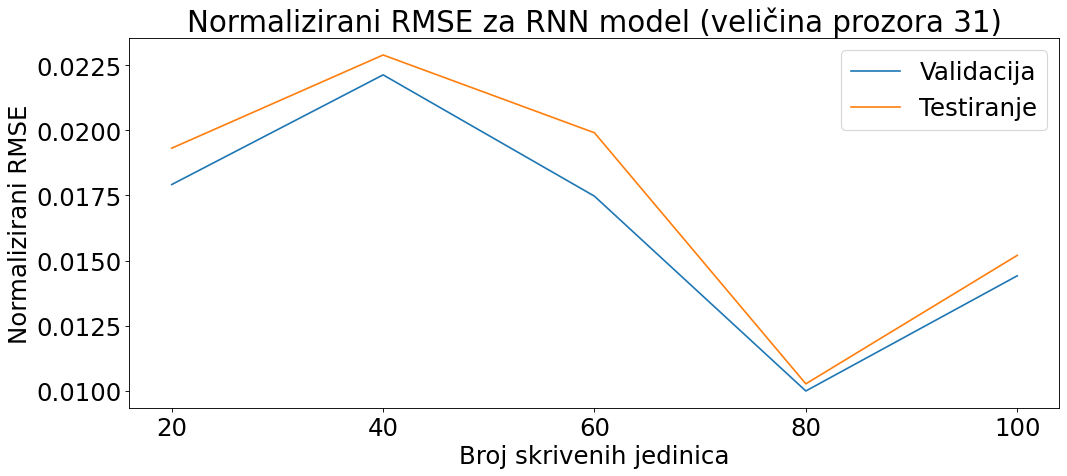 Normalizirani RMSE za RNN model (veličina prozora 31)
Normalizirani RMSE
0.0225
0.0200
0.0175
0.0150
0.0125
0.0100
Validacija
Testiranje
20 40 60 80 100
Broj skrivenih jedinica